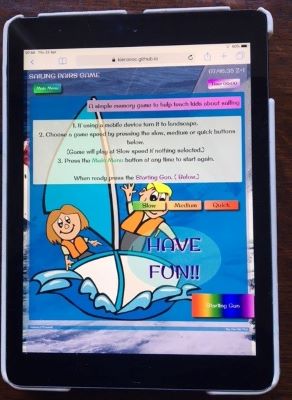 kieranoc.github.io
60%
SAILING PAIRS GAME
Main Menu
A simple memory game to help teach kids about sailing
1. If using a mobile device turn it to landscape.
2. Choose a game speed by pressing the slow, medium or quick buttons
below.
(Game will play at 'Slow speed if nothing selected.)
3. Press the Main Menu button at any time to start again.
When ready press the Starting Gun. ( Below.)
Slow Medium Quick
HAVE
FUN!!
Starting Gun